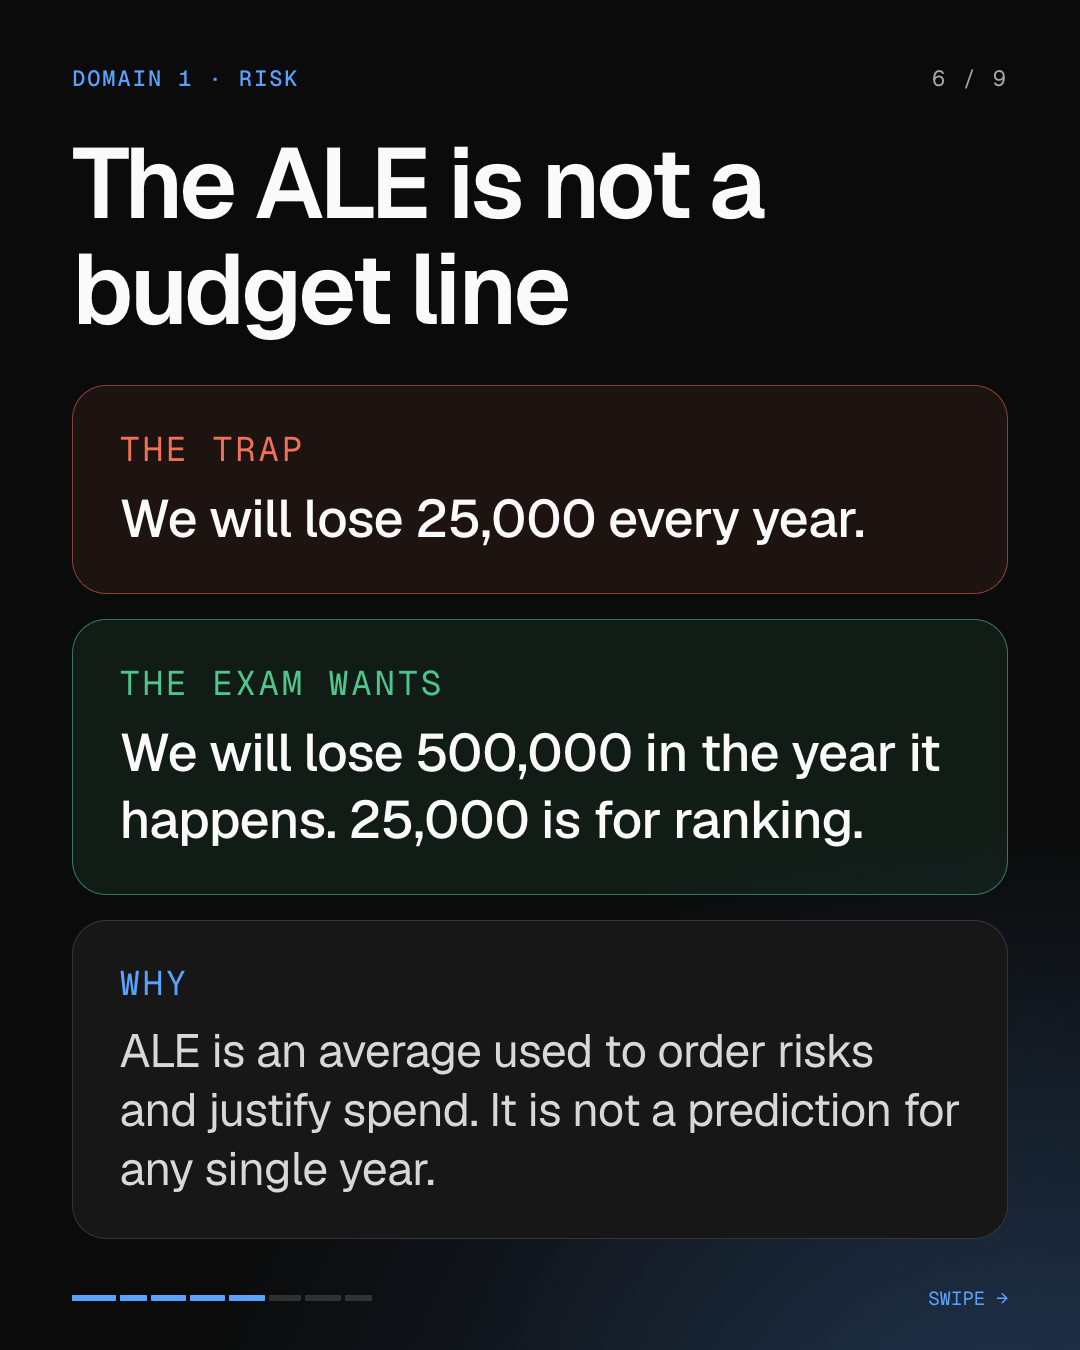 DOMAIN 1 · RISK
6 / 9
The ALE is not a
budget line
THE TRAP
We will lose 25,000 every year.
THE EXAM WANTS
We will lose 500,000 in the year it
happens. 25,000 is for ranking.
WHY
ALE is an average used to order risks
and justify spend. It is not a prediction for
any single year.
SWIPE →